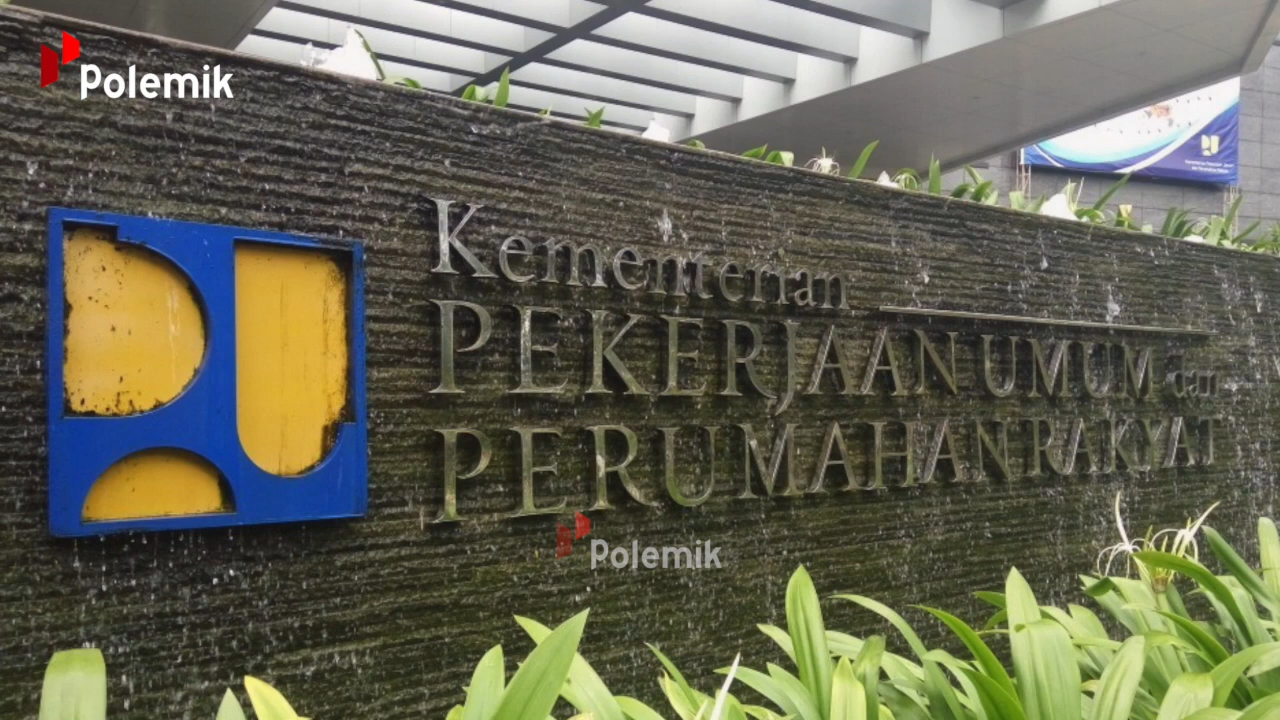 Polemik
Kementerian
PEKERJAAN UMUM dan
PERUMAHAN RAKYAT
Polemik